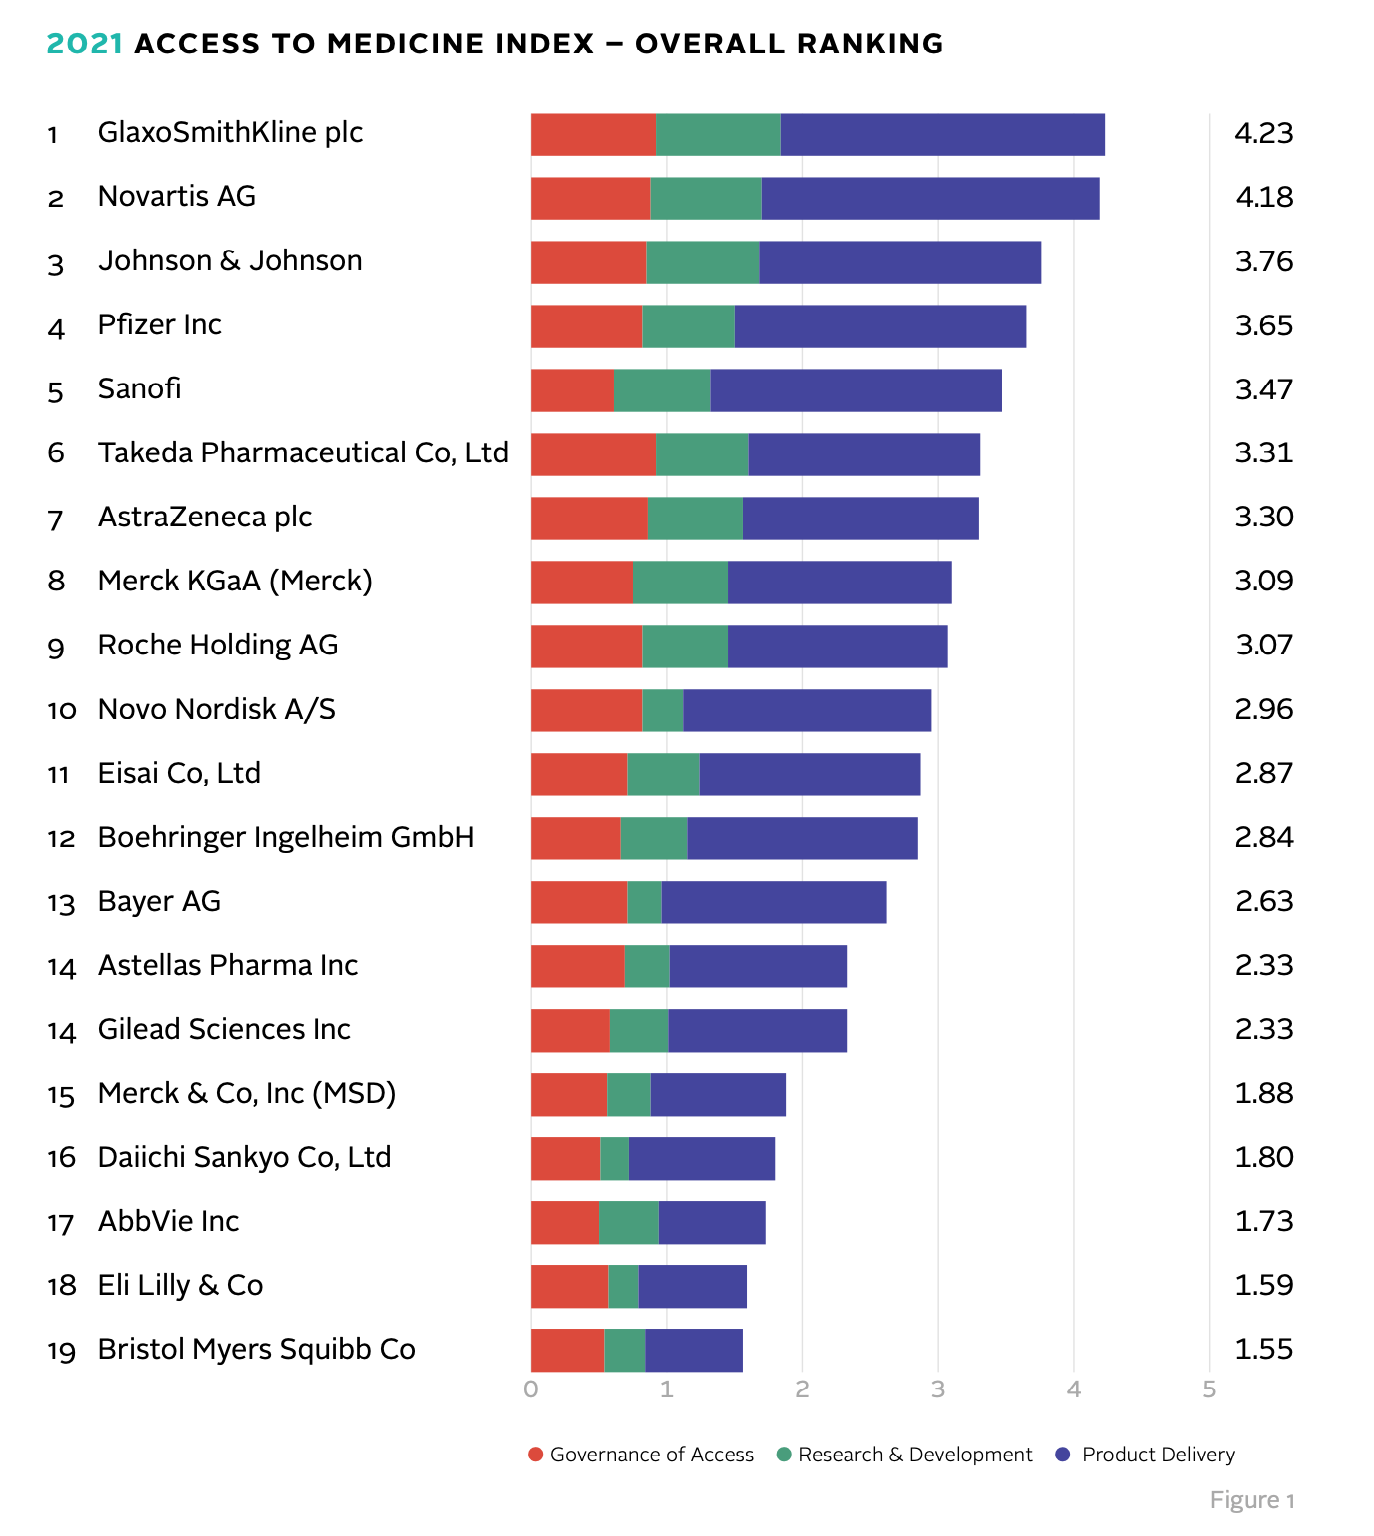 2021 ACCESS TO MEDICINE INDEX – OVERALL RANKING
1 GlaxoSmithKline plc 4.23
2 Novartis AG 4.18
3 Johnson & Johnson 3.76
4 Pfizer Inc 3.65
5 Sanofi 3.47
6 Takeda Pharmaceutical Co, Ltd 3.31
7 AstraZeneca plc 3.30
8 Merck KGaA (Merck) 3.09
9 Roche Holding AG 3.07
10 Novo Nordisk A/S 2.96
11 Eisai Co, Ltd 2.87
12 Boehringer Ingelheim GmbH 2.84
13 Bayer AG 2.63
14 Astellas Pharma Inc 2.33
14 Gilead Sciences Inc 2.33
15 Merck & Co, Inc (MSD) 1.88
16 Daiichi Sankyo Co, Ltd 1.80
17 AbbVie Inc 1.73
18 Eli Lilly & Co 1.59
19 Bristol Myers Squibb Co 1.55
0 1 2 3 4 5
Governance of Access Research & Development Product Delivery
Figure 1